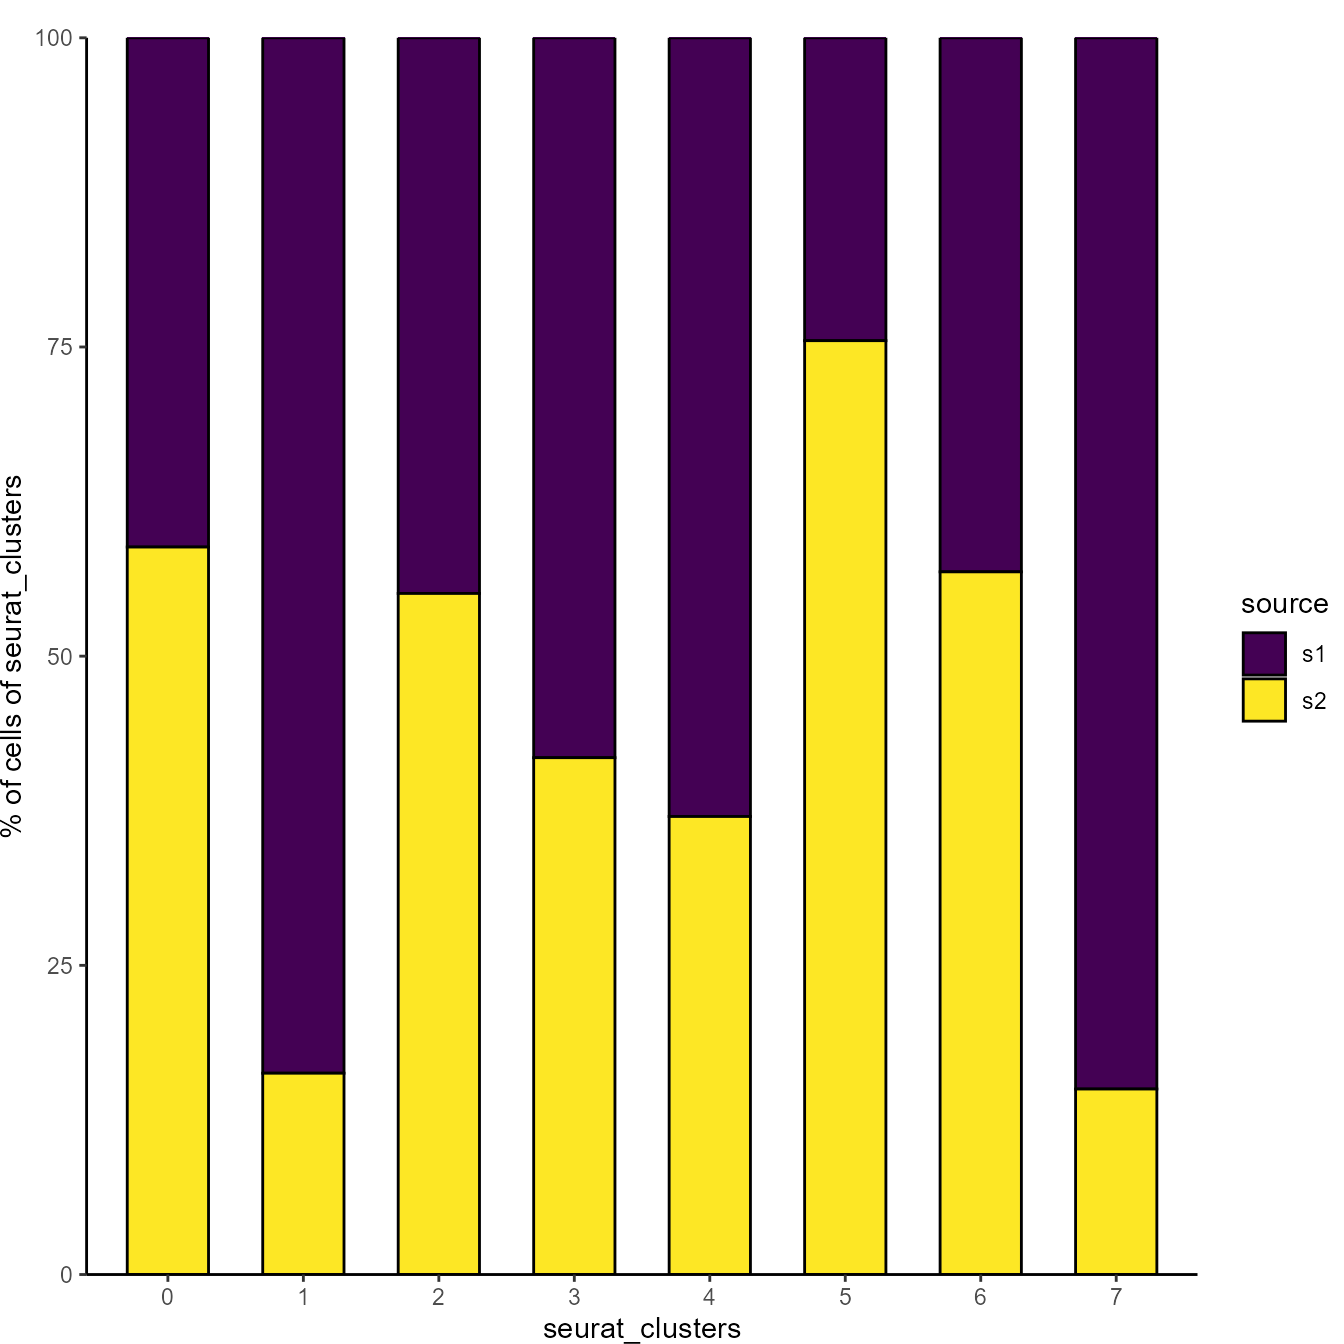 100
75
50
25
0
% of cells of seurat_clusters
0 1 2 3 4 5 6 7
seurat_clusters
source
s1
s2